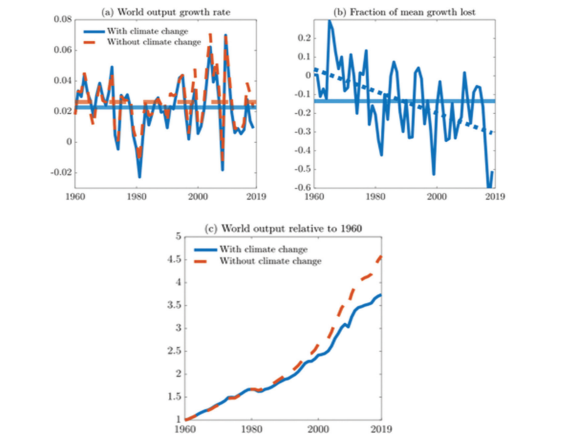 (a) World output growth rate
0.08
0.06
0.04
0.02
0
-0.02
1960 1980 2000 2019
With climate change
Without climate change
(b) Fraction of mean growth lost
0.2
0.1
0
-0.1
-0.2
-0.3
-0.4
-0.5
-0.6
1960 1980 2000 2019
(c) World output relative to 1960
5
4.5
4
3.5
3
2.5
2
1.5
1
1960 1980 2000 2019
With climate change
Without climate change